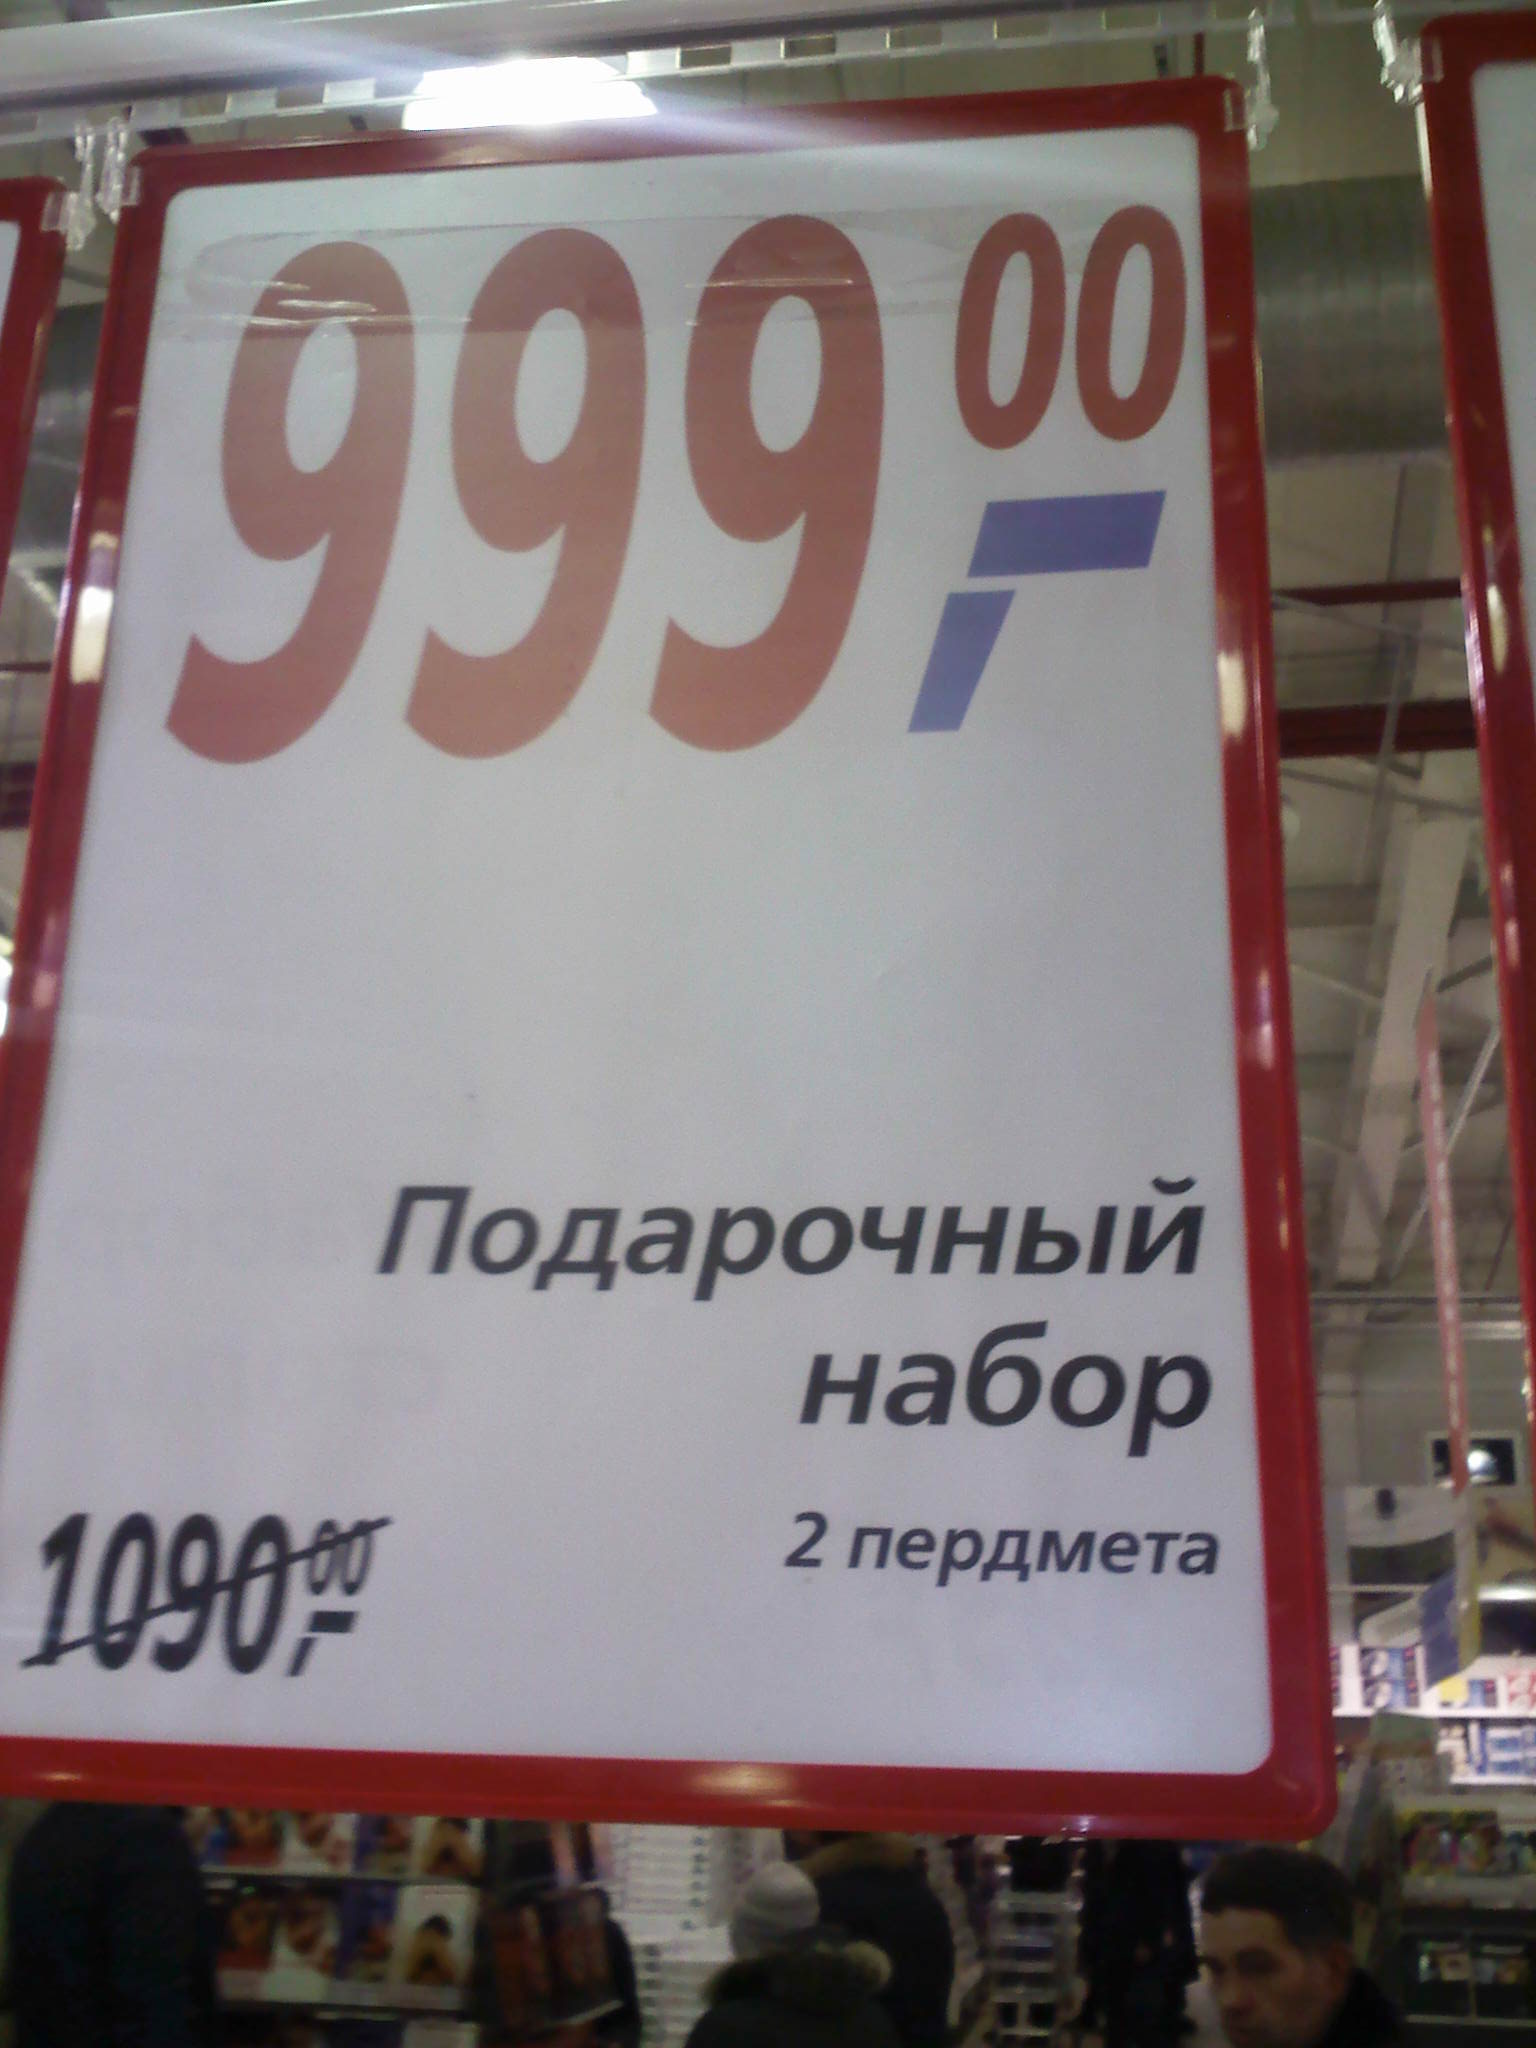 999 00,-
Подарочный
набор
2 пердмета
1090 00,-